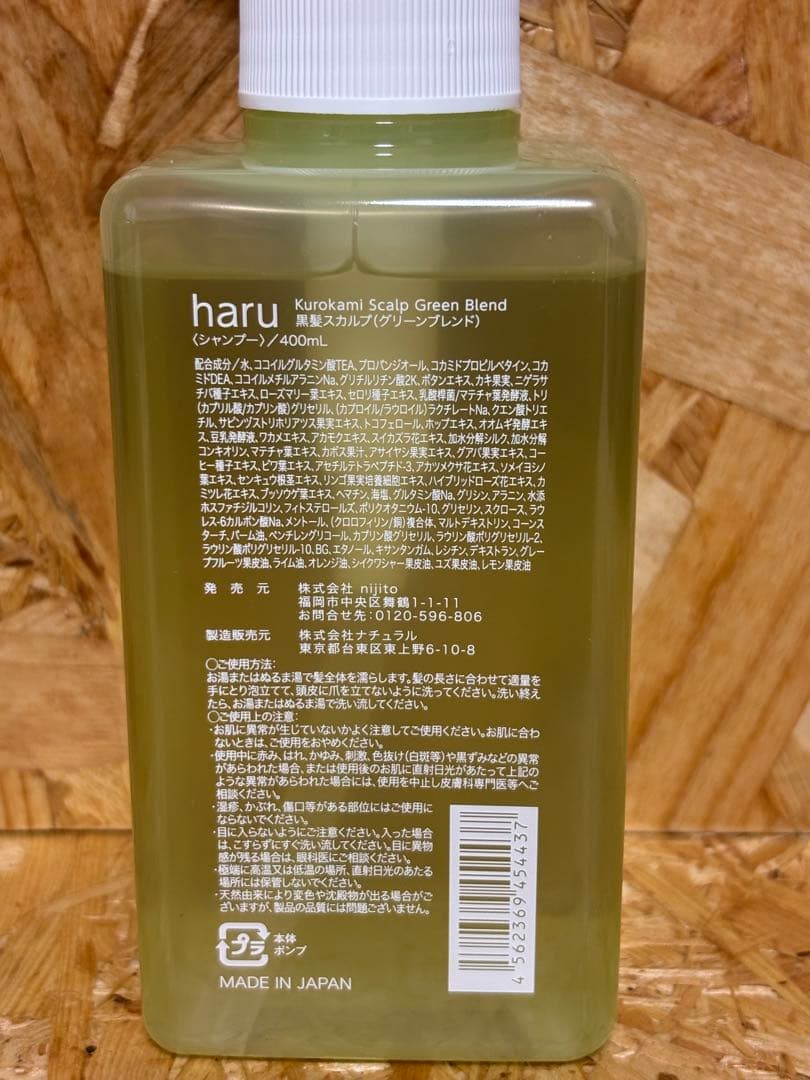 haru Kurokami Scalp Green Blend
黒髪スカルプ(グリーンブレンド)
〈シャンプー〉／400mL
配合成分／水、ココイルグルタミン酸TEA、プロパンジオール、コカミドプロピルベタイン、コカ
ミドDEA、ココイルメチルアラニンNa、グリチルリチン酸2K、ボタンエキス、カキ果実、ニゲラサ
チバ種子エキス、ローズマリー葉エキス、セロリ種子エキス、乳酸桿菌/マテチャ葉発酵液、トリ
(カプリル酸/カプリン酸)グリセリル、(カプロイル/ラウロイル)ラクチレートNa、クエン酸トリエ
チル、サピンヅストリホリアツス果実エキス、トコフェロール、ホップエキス、オオムギ発酵エキ
ス、豆乳発酵液、ワカメエキス、アカモクエキス、スイカズラ花エキス、加水分解シルク、加水分解
コンキオリン、マテチャ葉エキス、カポス果汁、アサイヤシ果実エキス、グアバ果実エキス、コー
ヒー種子エキス、ビワ葉エキス、アセチルテトラペプチド-3、アカツメクサ花エキス、ソメイヨシノ
葉エキス、センキュウ根茎エキス、リンゴ果実培養細胞エキス、ハイブリッドローズ花エキス、カ
ミツレ花エキス、ブッソウゲ葉エキス、ヘマチン、海塩、グルタミン酸Na、グリシン、アラニン、水添
ホスファチジルコリン、フィトステロールズ、ポリクオタニウム-10、グリセリン、スクロース、ラウ
レス-6カルボン酸Na、メントール、(クロロフィリン/銅)複合体、マルトデキストリン、コーンス
ターチ、パーム油、ペンチレングリコール、カプリン酸グリセリル、ラウリン酸ポリグリセリル-2、
ラウリン酸ポリグリセリル-10、BG、エタノール、キサンタンガム、レシチン、デキストラン、グレー
プフルーツ果皮油、ライム油、オレンジ油、シイクワシャー果皮油、ユズ果皮油、レモン果皮油
発売元 株式会社 nijito
福岡市中央区舞鶴1-1-11
お問合せ先：0120-596-806
製造販売元 株式会社ナチュラル
東京都台東区東上野6-10-8
○ご使用方法：
お湯またはぬるま湯で髪全体を濡らします。髪の長さに合わせて適量を
手にとり泡立てて、頭皮に爪を立てないように洗ってください。洗い終え
たら、お湯またはぬるま湯で洗い流してください。
○ご使用上の注意：
・お肌に異常が生じていないかよく注意してご使用ください。お肌に合わ
ないときは、ご使用をおやめください。
・使用中に赤み、はれ、かゆみ、刺激、色抜け(白斑等)や黒ずみなどの異常
があらわれた場合、または使用後のお肌に直射日光があたって上記の
ような異常があらわれた場合には、使用を中止し皮膚科専門医等へご
相談ください。
・湿疹、かぶれ、傷口等がある部位にはご使用に
ならないでください。
・目に入らないようにご注意ください。入った場合
は、こすらずにすぐ洗い流してください。目に異物
感が残る場合は、眼科医にご相談ください。
・極端に高温又は低温の場所、直射日光のあたる
場所には保管しないでください。
・天然由来により変色や沈殿物が出る場合がご
ざいますが、製品の品質には問題ございません。
プラ 本体
ポンプ
MADE IN JAPAN
4562369454437